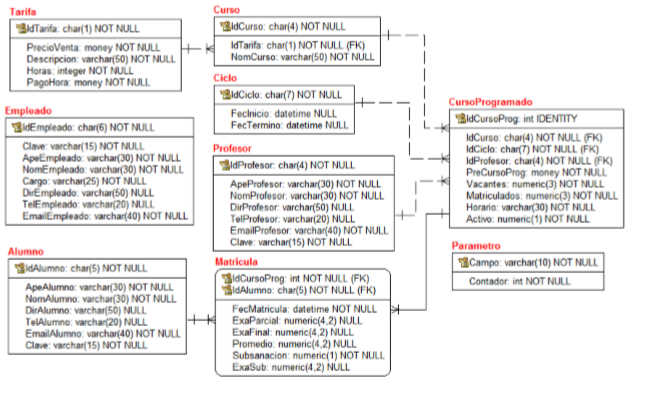 Tarifa
IdTarifa: char(1) NOT NULL
PrecioVenta: money NOT NULL
Descripcion: varchar(50) NOT NULL
Horas: integer NOT NULL
PagoHora: money NOT NULL
Curso
IdCurso: char(4) NOT NULL
IdTarifa: char(1) NOT NULL (FK)
NomCurso: varchar(50) NOT NULL
Ciclo
IdCiclo: char(7) NOT NULL
FecInicio: datetime NULL
FecTermino: datetime NULL
CursoProgramado
IdCursoProg: int IDENTITY
IdCurso: char(4) NOT NULL (FK)
IdCiclo: char(7) NOT NULL (FK)
IdProfesor: char(4) NULL (FK)
PreCursoProg: money NOT NULL
Vacantes: numeric(3) NOT NULL
Matriculados: numeric(3) NOT NULL
Horario: varchar(30) NOT NULL
Activo: numeric(1) NOT NULL
Empleado
IdEmpleado: char(6) NOT NULL
Clave: varchar(15) NOT NULL
ApeEmpleado: varchar(30) NOT NULL
NomEmpleado: varchar(30) NOT NULL
Cargo: varchar(25) NOT NULL
DirEmpleado: varchar(50) NULL
TelEmpleado: varchar(20) NULL
EmailEmpleado: varchar(40) NOT NULL
Profesor
IdProfesor: char(4) NOT NULL
ApeProfesor: varchar(30) NOT NULL
NomProfesor: varchar(30) NOT NULL
DirProfesor: varchar(50) NULL
TelProfesor: varchar(20) NULL
EmailProfesor: varchar(40) NULL
Clave: varchar(15) NOT NULL
Alumno
IdAlumno: char(5) NOT NULL
ApeAlumno: varchar(30) NOT NULL
NomAlumno: varchar(30) NOT NULL
DirAlumno: varchar(50) NULL
TelAlumno: varchar(20) NULL
EmailAlumno: varchar(40) NOT NULL
Clave: varchar(15) NOT NULL
Matricula
IdCursoProg: int NOT NULL (FK)
IdAlumno: char(5) NOT NULL (FK)
FecMatricula: datetime NOT NULL
ExaParcial: numeric(4,2) NULL
ExaFinal: numeric(4,2) NULL
Promedio: numeric(4,2) NULL
Subsanacion: numeric(1) NOT NULL
ExaSub: numeric(4,2) NULL
Parametro
Campo: varchar(10) NOT NULL
Contador: int NOT NULL